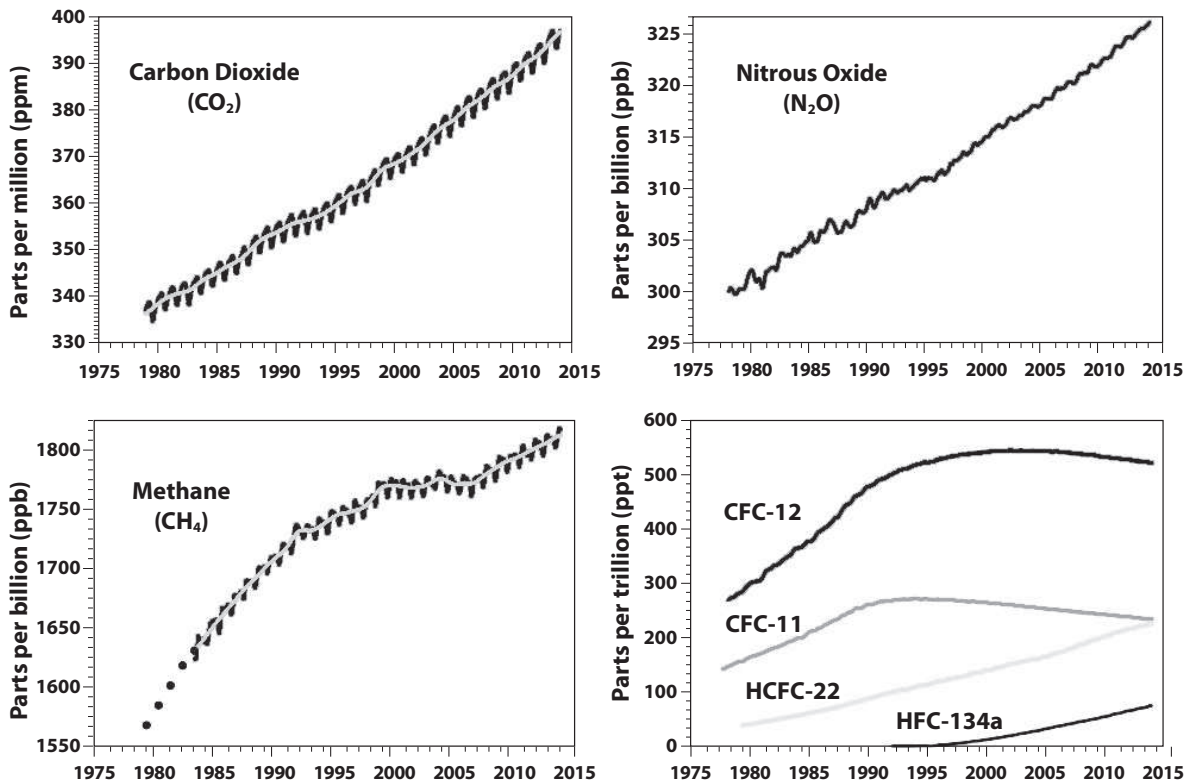 400
390
380
370
360
350
340
330
Parts per million (ppm)
Carbon Dioxide
(CO₂)
1975 1980 1985 1990 1995 2000 2005 2010 2015
325
320
315
310
305
300
295
Parts per billion (ppb)
Nitrous Oxide
(N₂O)
1975 1980 1985 1990 1995 2000 2005 2010 2015
1800
1750
1700
1650
1600
1550
Parts per billion (ppb)
Methane
(CH₄)
1975 1980 1985 1990 1995 2000 2005 2010 2015
600
500
400
300
200
100
0
Parts per trillion (ppt)
CFC-12
CFC-11
HCFC-22
HFC-134a
1975 1980 1985 1990 1995 2000 2005 2010 2015